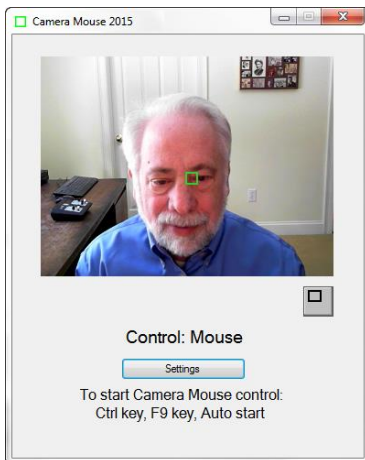 Camera Mouse 2015
Control: Mouse
Settings
To start Camera Mouse control:
Ctrl key, F9 key, Auto start